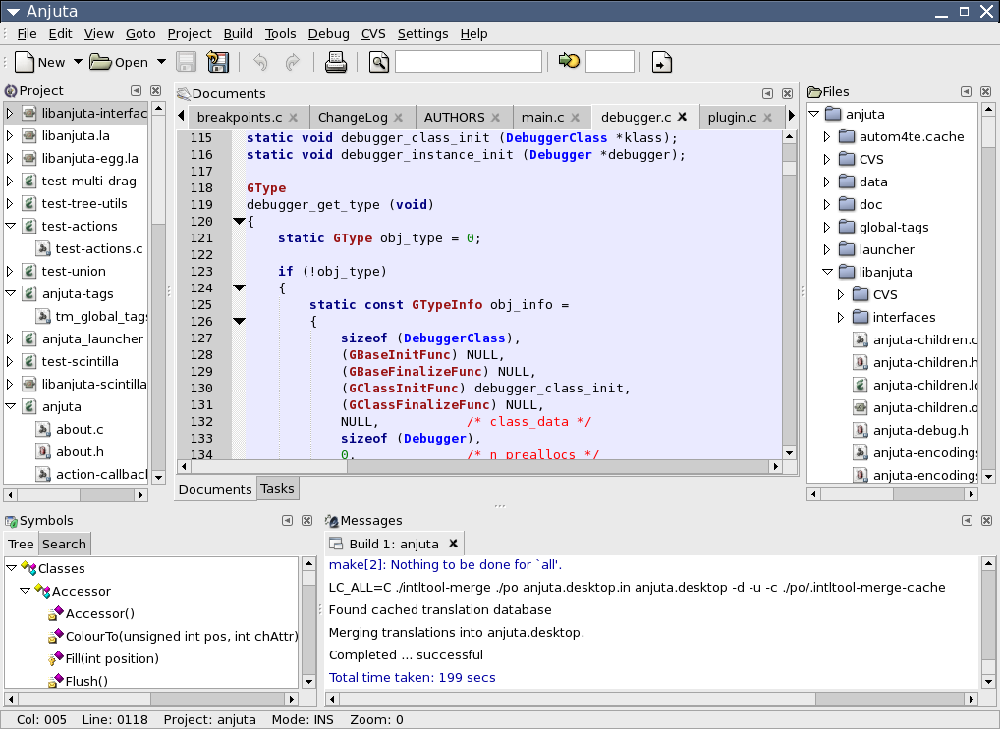 Anjuta
File Edit View Goto Project Build Tools Debug CVS Settings Help
New Open
Project
libanjuta-interfac
libanjuta.la
libanjuta-egg.la
test-multi-drag
test-tree-utils
test-actions
test-actions.c
test-union
anjuta-tags
tm_global_tags
anjuta_launcher
test-scintilla
libanjuta-scintilla
anjuta
about.c
about.h
action-callbacl
Documents
breakpoints.c ChangeLog AUTHORS main.c debugger.c plugin.c
115 static void debugger_class_init (DebuggerClass *klass);
116 static void debugger_instance_init (Debugger *debugger);
117
118 GType
119 debugger_get_type (void)
120 {
121 static GType obj_type = 0;
122
123 if (!obj_type)
124 {
125 static const GTypeInfo obj_info =
126 {
127 sizeof (DebuggerClass),
128 (GBaseInitFunc) NULL,
129 (GBaseFinalizeFunc) NULL,
130 (GClassInitFunc) debugger_class_init,
131 (GClassFinalizeFunc) NULL,
132 NULL, /* class_data */
133 sizeof (Debugger),
134 0, /* n_preallocs */
Documents Tasks
Files
anjuta
autom4te.cache
CVS
data
doc
global-tags
launcher
libanjuta
CVS
interfaces
anjuta-children.c
anjuta-children.h
anjuta-children.lo
anjuta-children.o
anjuta-debug.h
anjuta-encodings
anjuta-encodings
Symbols
Tree Search
Classes
Accessor
Accessor()
ColourTo(unsigned int pos, int chAttr)
Fill(int position)
Flush()
Messages
Build 1: anjuta
make[2]: Nothing to be done for `all'.
LC_ALL=C ./intltool-merge ./po anjuta.desktop.in anjuta.desktop -d -u -c ./po/.intltool-merge-cache
Found cached translation database
Merging translations into anjuta.desktop.
Completed ... successful
Total time taken: 199 secs
Col: 005 Line: 0118 Project: anjuta Mode: INS Zoom: 0